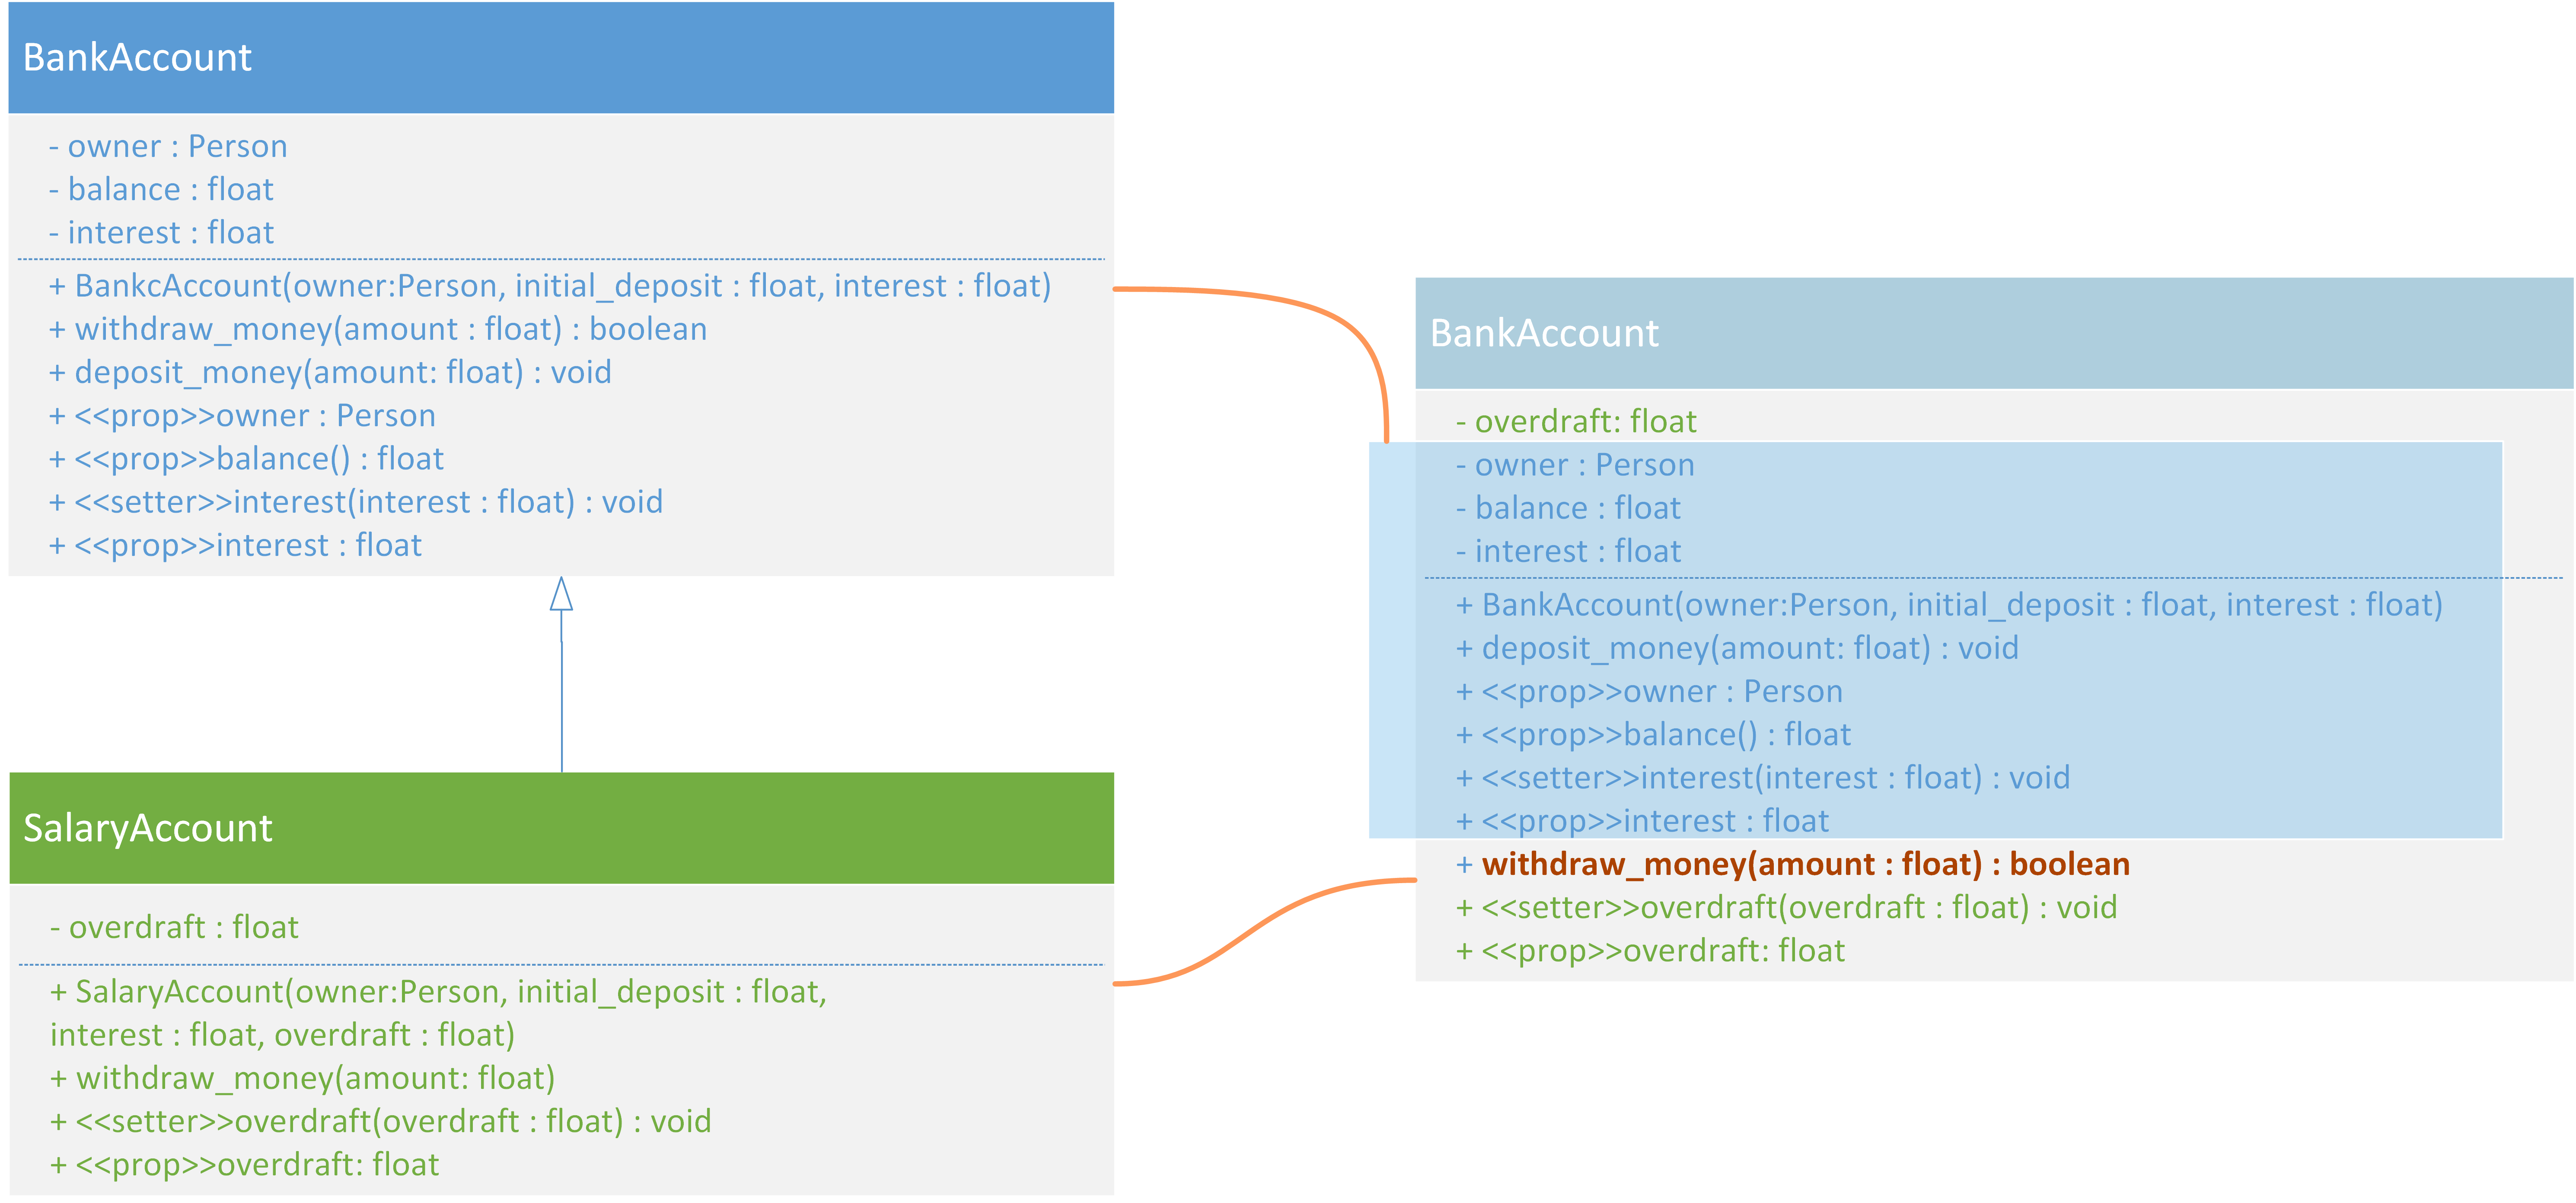 BankAccount
- owner : Person
- balance : float
- interest : float
+ BankcAccount(owner:Person, initial_deposit : float, interest : float)
+ withdraw_money(amount : float) : boolean
+ deposit_money(amount: float) : void
+ <<prop>>owner : Person
+ <<prop>>balance() : float
+ <<setter>>interest(interest : float) : void
+ <<prop>>interest : float
SalaryAccount
- overdraft : float
+ SalaryAccount(owner:Person, initial_deposit : float,
interest : float, overdraft : float)
+ withdraw_money(amount: float)
+ <<setter>>overdraft(overdraft : float) : void
+ <<prop>>overdraft: float
BankAccount
- overdraft: float
- owner : Person
- balance : float
- interest : float
+ BankAccount(owner:Person, initial_deposit : float, interest : float)
+ deposit_money(amount: float) : void
+ <<prop>>owner : Person
+ <<prop>>balance() : float
+ <<setter>>interest(interest : float) : void
+ <<prop>>interest : float
+ withdraw_money(amount : float) : boolean
+ <<setter>>overdraft(overdraft : float) : void
+ <<prop>>overdraft: float